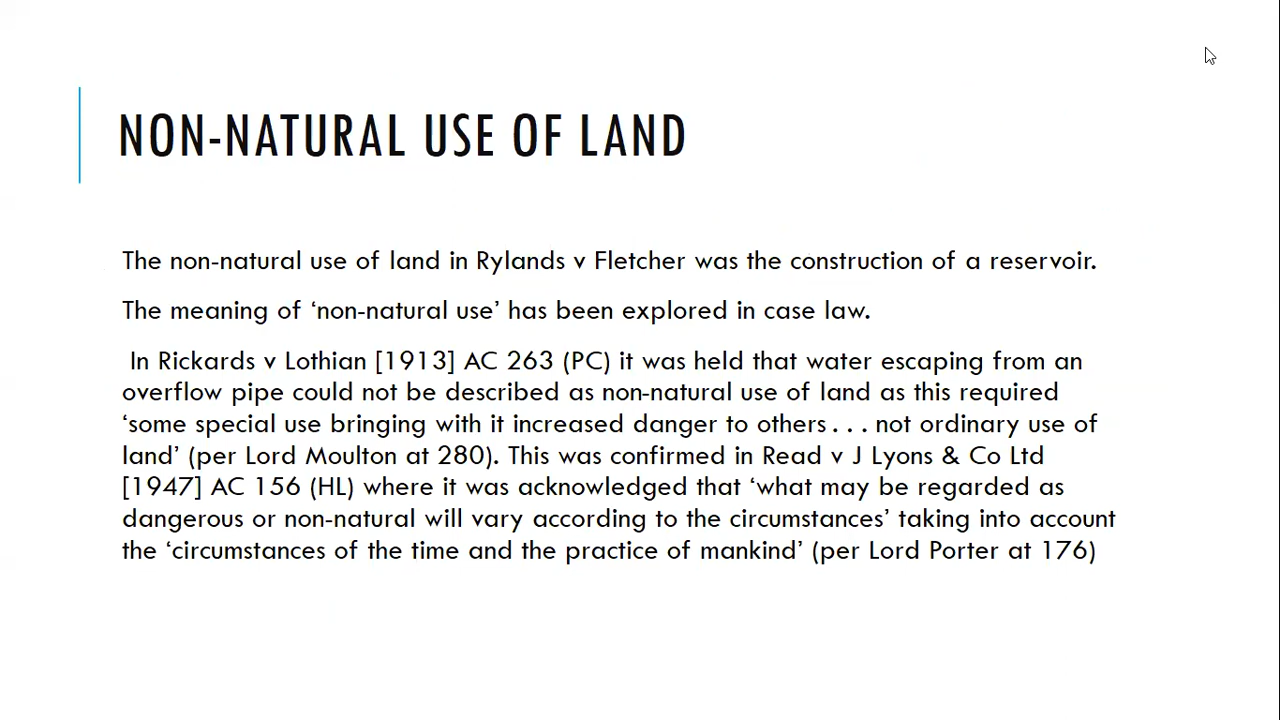 NON-NATURAL USE OF LAND
The non-natural use of land in Rylands v Fletcher was the construction of a reservoir.
The meaning of ‘non-natural use’ has been explored in case law.
In Rickards v Lothian [1913] AC 263 (PC) it was held that water escaping from an
overflow pipe could not be described as non-natural use of land as this required
‘some special use bringing with it increased danger to others . . . not ordinary use of
land’ (per Lord Moulton at 280). This was confirmed in Read v J Lyons & Co Ltd
[1947] AC 156 (HL) where it was acknowledged that ‘what may be regarded as
dangerous or non-natural will vary according to the circumstances’ taking into account
the ‘circumstances of the time and the practice of mankind’ (per Lord Porter at 176)